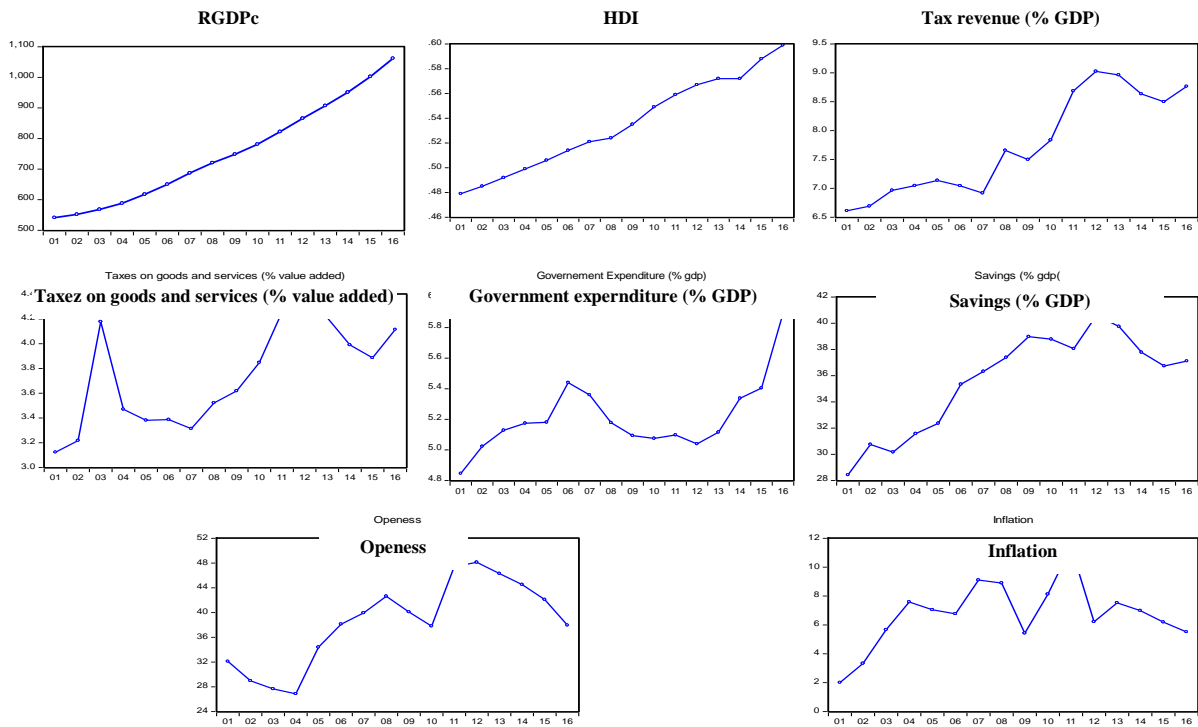 RGDPc
HDI
Tax revenue (% GDP)
1,100
1,000
900
800
700
600
500
01 02 03 04 05 06 07 08 09 10 11 12 13 14 15 16
.60
.58
.56
.54
.52
.50
.48
.46
01 02 03 04 05 06 07 08 09 10 11 12 13 14 15 16
9.5
9.0
8.5
8.0
7.5
7.0
6.5
01 02 03 04 05 06 07 08 09 10 11 12 13 14 15 16
Taxes on goods and services (% value added)
Taxez on goods and services (% value added)
4.2
4.0
3.8
3.6
3.4
3.2
3.0
01 02 03 04 05 06 07 08 09 10 11 12 13 14 15 16
Governement Expenditure (% gdp)
Government expernditure (% GDP)
5.8
5.6
5.4
5.2
5.0
4.8
01 02 03 04 05 06 07 08 09 10 11 12 13 14 15 16
Savings (% gdp(
Savings (% GDP)
42
40
38
36
34
32
30
28
01 02 03 04 05 06 07 08 09 10 11 12 13 14 15 16
Openess
Openess
52
48
44
40
36
32
28
24
01 02 03 04 05 06 07 08 09 10 11 12 13 14 15 16
Inflation
Inflation
12
10
8
6
4
2
0
01 02 03 04 05 06 07 08 09 10 11 12 13 14 15 16